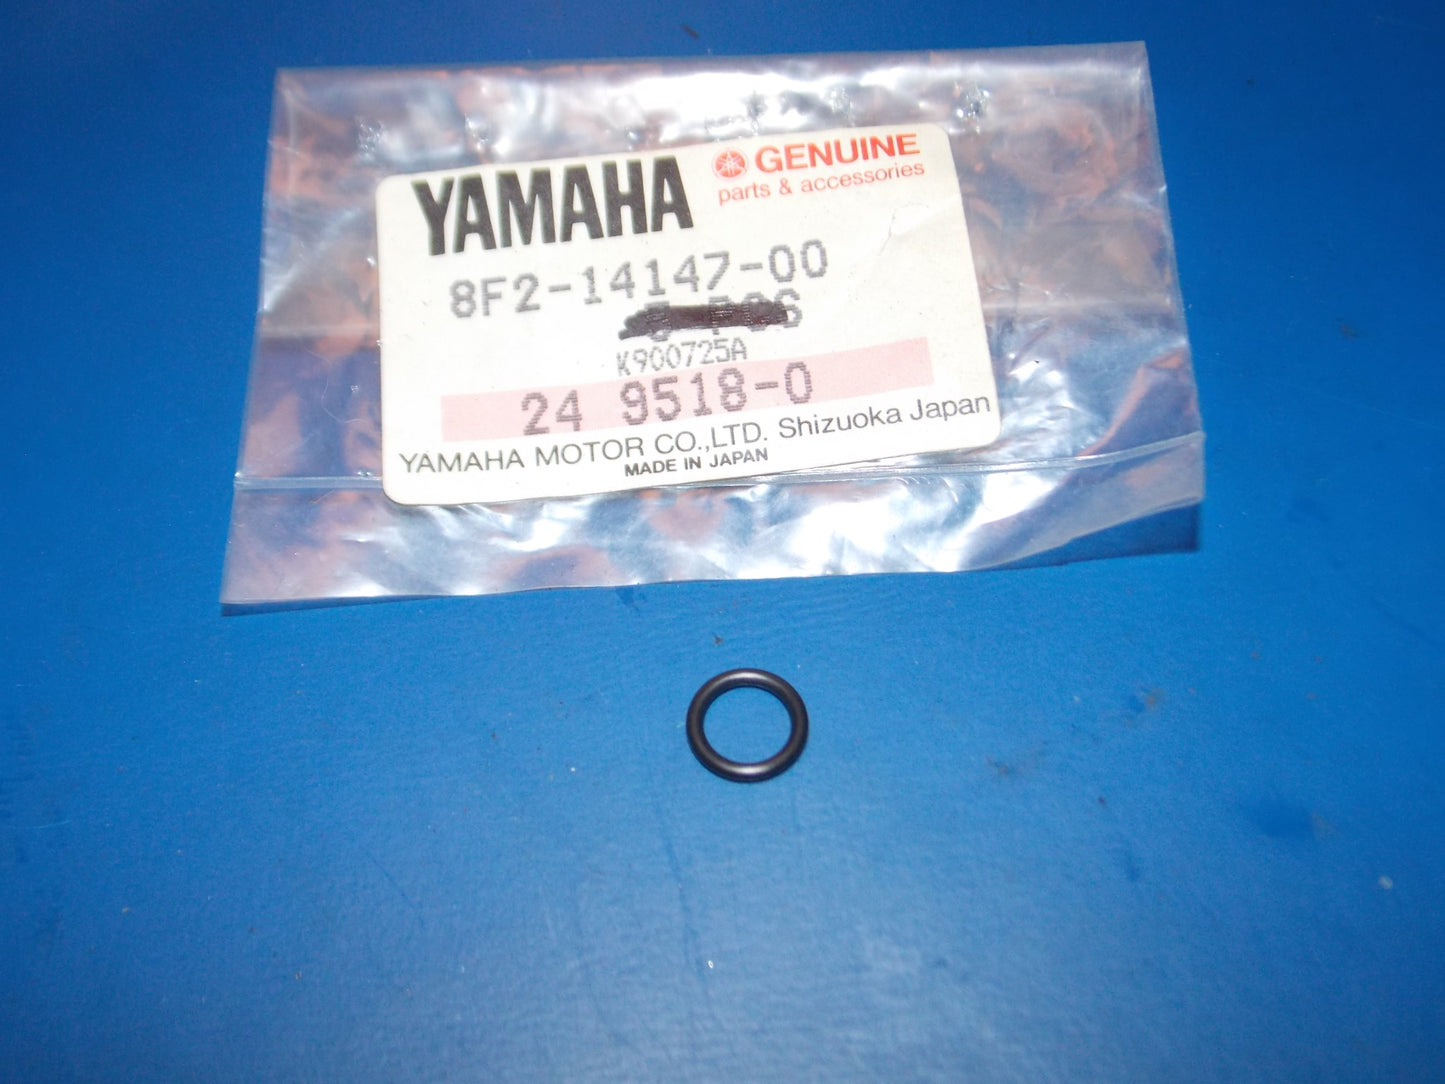 YAMAHA
GENUINE
parts & accessories
8F2-14147-00
PCS
K900725A
24 9518-0
YAMAHA MOTOR CO.,LTD. Shizuoka Japan
MADE IN JAPAN